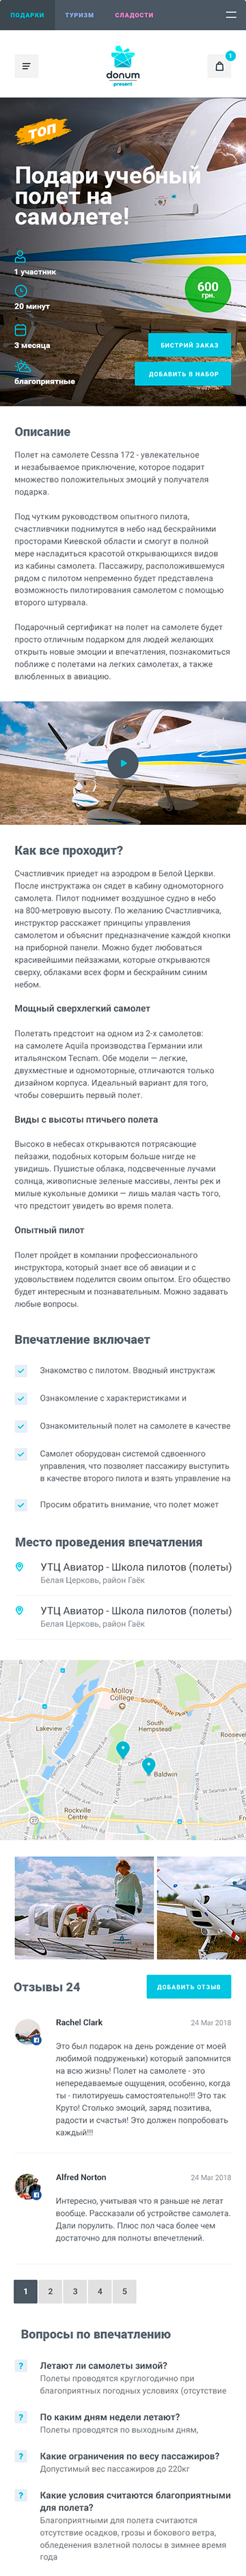 ПОДАРКИ ТУРИЗМ СЛАДОСТИ
1
donum
present
ТОП
Подари учебный
полет на
самолете!
1 участник
20 минут
3 месяца
благоприятные
600
грн.
БИСТРИЙ ЗАКАЗ
ДОБАВИТЬ В НАБОР
Описание
Полет на самолете Cessna 172 - увлекательное
и незабываемое приключение, которое подарит
множество положительных эмоций у получателя
подарка.
Под чутким руководством опытного пилота,
счастливчики поднимутся в небо над бескрайними
просторами Киевской области и смогут в полной
мере насладиться красотой открывающихся видов
из кабины самолета. Пассажиру, расположившемуся
рядом с пилотом непременно будет представлена
возможность пилотирования самолетом с помощью
второго штурвала.
Подарочный сертификат на полет на самолете будет
просто отличным подарком для людей желающих
открыть новые эмоции и впечатления, познакомиться
поближе с полетами на легких самолетах, а также
влюбленных в авиацию.
Как все проходит?
Счастливчик приедет на аэродром в Белой Церкви.
После инструктажа он сядет в кабину одномоторного
самолета. Пилот поднимет воздушное судно в небо
на 800-метровую высоту. По желанию Счастливчика,
инструктор расскажет принципы управления
самолетом и объяснит предназначение каждой кнопки
на приборной панели. Можно будет любоваться
красивейшими пейзажами, которые открываются
сверху, облаками всех форм и бескрайним синим
небом.
Мощный сверхлегкий самолет
Полетать предстоит на одном из 2-х самолетов:
на самолете Aquila производства Германии или
итальянском Tecnam. Обе модели — легкие,
двухместные и одномоторные, отличаются только
дизайном корпуса. Идеальный вариант для того,
чтобы совершить первый полет.
Виды с высоты птичьего полета
Высоко в небесах открываются потрясающие
пейзажи, подобных которым больше нигде не
увидишь. Пушистые облака, подсвеченные лучами
солнца, живописные зеленые массивы, ленты рек и
милые кукольные домики — лишь малая часть того,
что предстоит увидеть во время полета.
Опытный пилот
Полет пройдет в компании профессионального
инструктора, который знает все об авиации и с
удовольствием поделится своим опытом. Его общество
будет интересным и познавательным. Можно задавать
любые вопросы.
Впечатление включает
Знакомство с пилотом. Вводный инструктаж
Ознакомление с характеристиками и
Ознакомительный полет на самолете в качестве
Самолет оборудован системой сдвоенного
управления, что позволяет пассажиру выступить
в качестве второго пилота и взять управление на
Просим обратить внимание, что полет может
Место проведения впечатления
УТЦ Авиатор - Школа пилотов (полеты)
Белая Церковь, район Гаёк
УТЦ Авиатор - Школа пилотов (полеты)
Белая Церковь, район Гаёк
Molloy
College
Southern State Pkwy
Lakeview
South
Hempstead
Roosevel
Baldwin
Rockville
Centre
Отзывы 24
ДОБАВИТЬ ОТЗЫВ
Rachel Clark 24 Mar 2018
Это был подарок на день рождение от моей
любимой подруженьки) который запомнится
на всю жизнь! Полет на самолете - это
непередаваемые ощущения, особенно, когда
ты - пилотируешь самостоятельно!!! Это так
Круто! Столько эмоций, заряд позитива,
радости и счастья! Это должен попробовать
каждый!!!
Alfred Norton 24 Mar 2018
Интересно, учитывая что я раньше не летат
вообще. Рассказали об устройстве самолета.
Дали порулить. Плюс пол часа более чем
достаточно для полноты впечетлений.
1 2 3 4 5
Вопросы по впечатлению
? Летают ли самолеты зимой?
Полеты проводятся круглогодично при
благоприятных погодных условиях (отсутствие
? По каким дням недели летают?
Полеты проводятся по выходным дням,
? Какие ограничения по весу пассажиров?
Допустимый вес пассажиров до 220кг
? Какие условия считаются благоприятными
для полета?
Благоприятными для полета считаются
отсутствие осадков, грозы и бокового ветра,
обледенения взлетной полосы в зимнее время
года